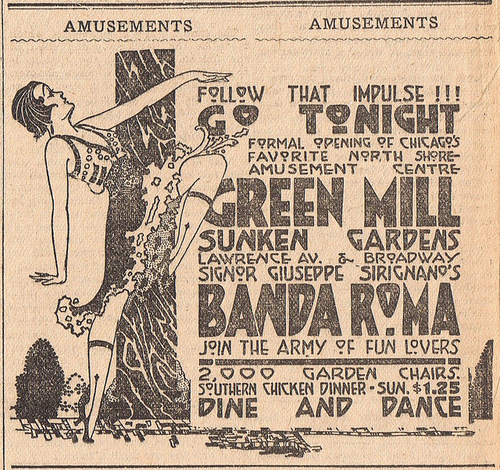 AMUSEMENTS
AMUSEMENTS
FOLLOW THAT IMPULSE !!!
GO TONIGHT
FORMAL OPENING OF CHICAGO'S
FAVORITE NORTH SHORE-
AMUSEMENT CENTRE-
GREEN MILL
SUNKEN GARDENS
LAWRENCE AV. & BROADWAY
SIGNOR GIUSEPPE SIRIGNANO'S
BANDA ROMA
JOIN THE ARMY OF FUN LOVERS
2,000 GARDEN CHAIRS.
SOUTHERN CHICKEN DINNER - SUN. $1.25
DINE AND DANCE